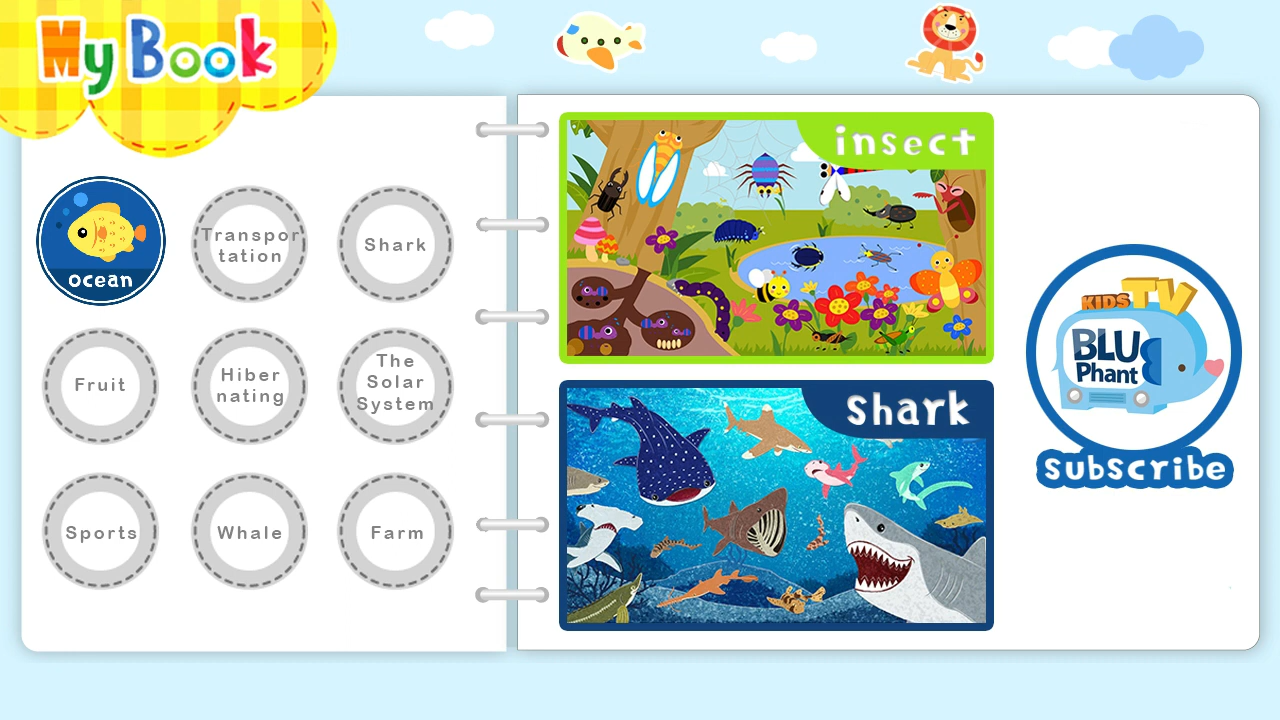 My Book
ocean
Transpor
tation
Shark
Fruit
Hiber
nating
The
Solar
System
Sports
Whale
Farm
insect
shark
KIDS TV
BLU
Phant
subscribe